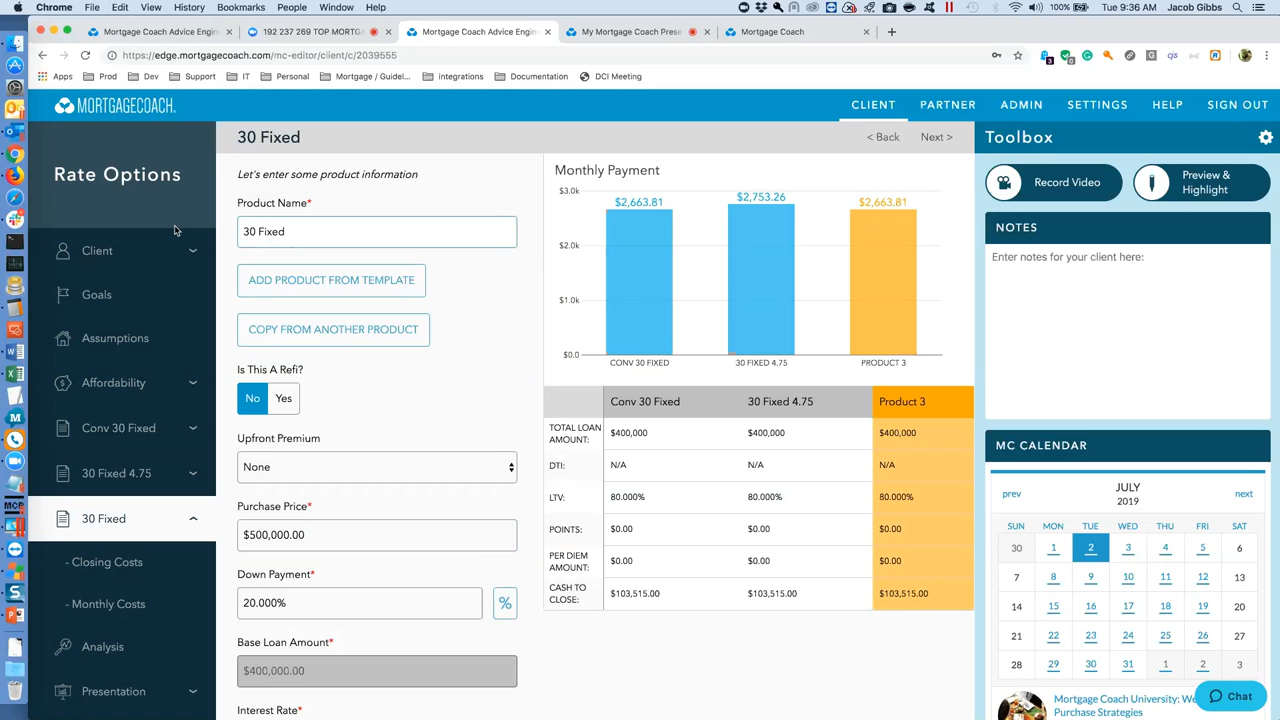 Chrome File Edit View History Bookmarks People Window Help 100% Tue 9:36 AM Jacob Gibbs
Mortgage Coach Advice Engin
192 237 269 TOP MORTG
Mortgage Coach Advice Engin
My Mortgage Coach Prese
Mortgage Coach
https://edge.mortgagecoach.com/mc-editor/client/c/2039555
Apps Prod Dev Support IT Personal Mortgage / Guidel... integrations Documentation DCI Meeting
MORTGAGECOACH
CLIENT PARTNER ADMIN SETTINGS HELP SIGN OUT
Rate Options
Client
Goals
Assumptions
Affordability
Conv 30 Fixed
30 Fixed 4.75
30 Fixed
- Closing Costs
- Monthly Costs
Analysis
Presentation
30 Fixed
< Back Next >
Let's enter some product information
Product Name*
30 Fixed
ADD PRODUCT FROM TEMPLATE
COPY FROM ANOTHER PRODUCT
Is This A Refi?
No Yes
Upfront Premium
None
Purchase Price*
$500,000.00
Down Payment*
20.000% %
Base Loan Amount*
$400,000.00
Interest Rate*
Monthly Payment
$3.0k
$2.0k
$1.0k
$0.0
$2,663.81 $2,753.26 $2,663.81
CONV 30 FIXED 30 FIXED 4.75 PRODUCT 3
Conv 30 Fixed 30 Fixed 4.75 Product 3
TOTAL LOAN AMOUNT: $400,000 $400,000 $400,000
DTI: N/A N/A N/A
LTV: 80.000% 80.000% 80.000%
POINTS: $0.00 $0.00 $0.00
PER DIEM AMOUNT: $0.00 $0.00 $0.00
CASH TO CLOSE: $103,515.00 $103,515.00 $103,515.00
Toolbox
Record Video
Preview & Highlight
NOTES
Enter notes for your client here:
MC CALENDAR
prev JULY next
2019
SUN MON TUE WED THU FRI SAT
30 1 2 3 4 5 6
7 8 9 10 11 12 13
14 15 16 17 18 19 20
21 22 23 24 25 26 27
28 29 30 31 1 2 3
Mortgage Coach University: We
Purchase Strategies
Chat